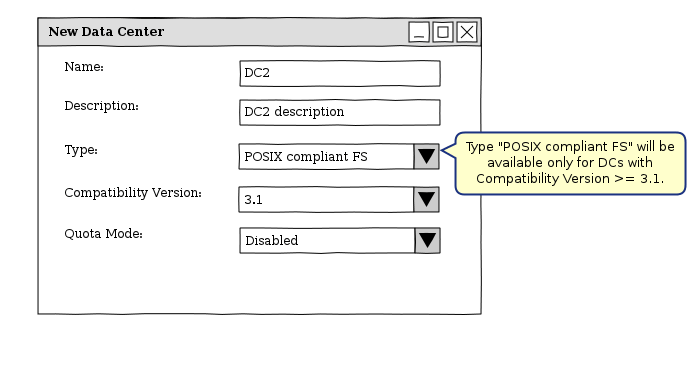 New Data Center
Name:
DC2
Description:
DC2 description
Type:
POSIX compliant FS
Type "POSIX compliant FS" will be
available only for DCs with
Compatibility Version >= 3.1.
Compatibility Version:
3.1
Quota Mode:
Disabled